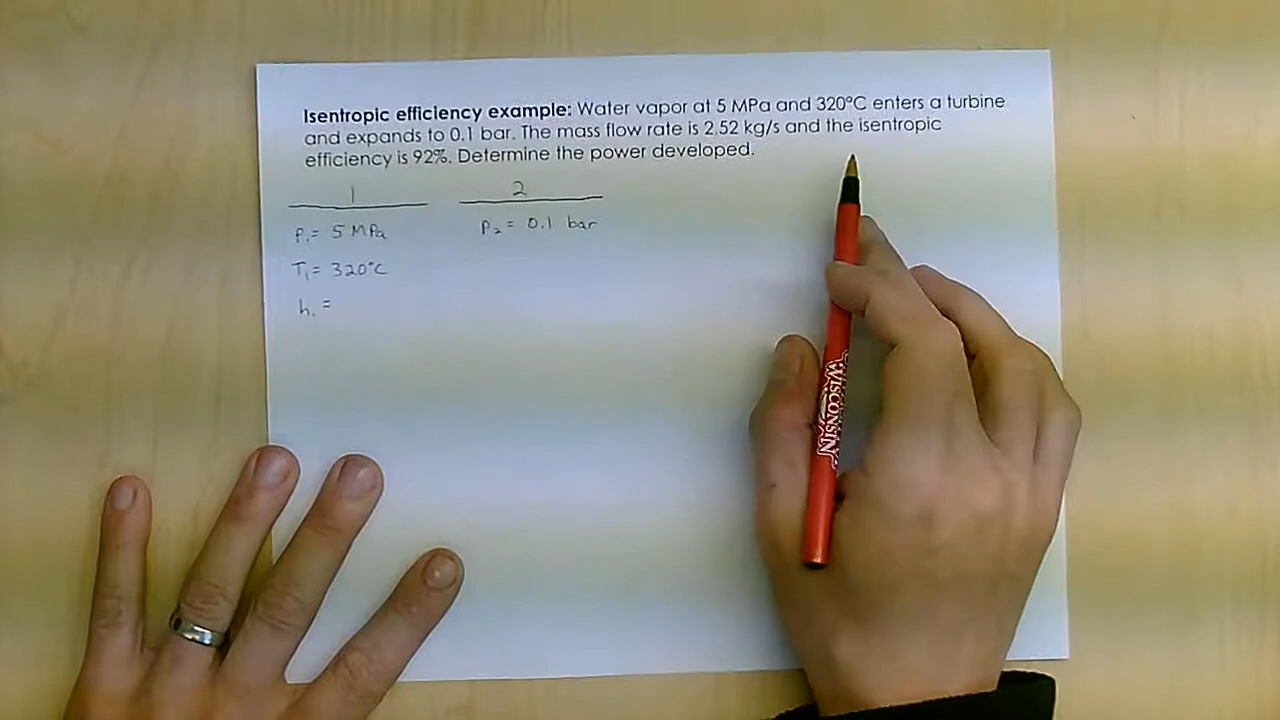 Isentropic efficiency example: Water vapor at 5 MPa and 320°C enters a turbine
and expands to 0.1 bar. The mass flow rate is 2.52 kg/s and the isentropic
efficiency is 92%. Determine the power developed.
1
2
P₁ = 5 MPa
P₂ = 0.1 bar
T₁ = 320°C
h₁ =
WISCONSIN